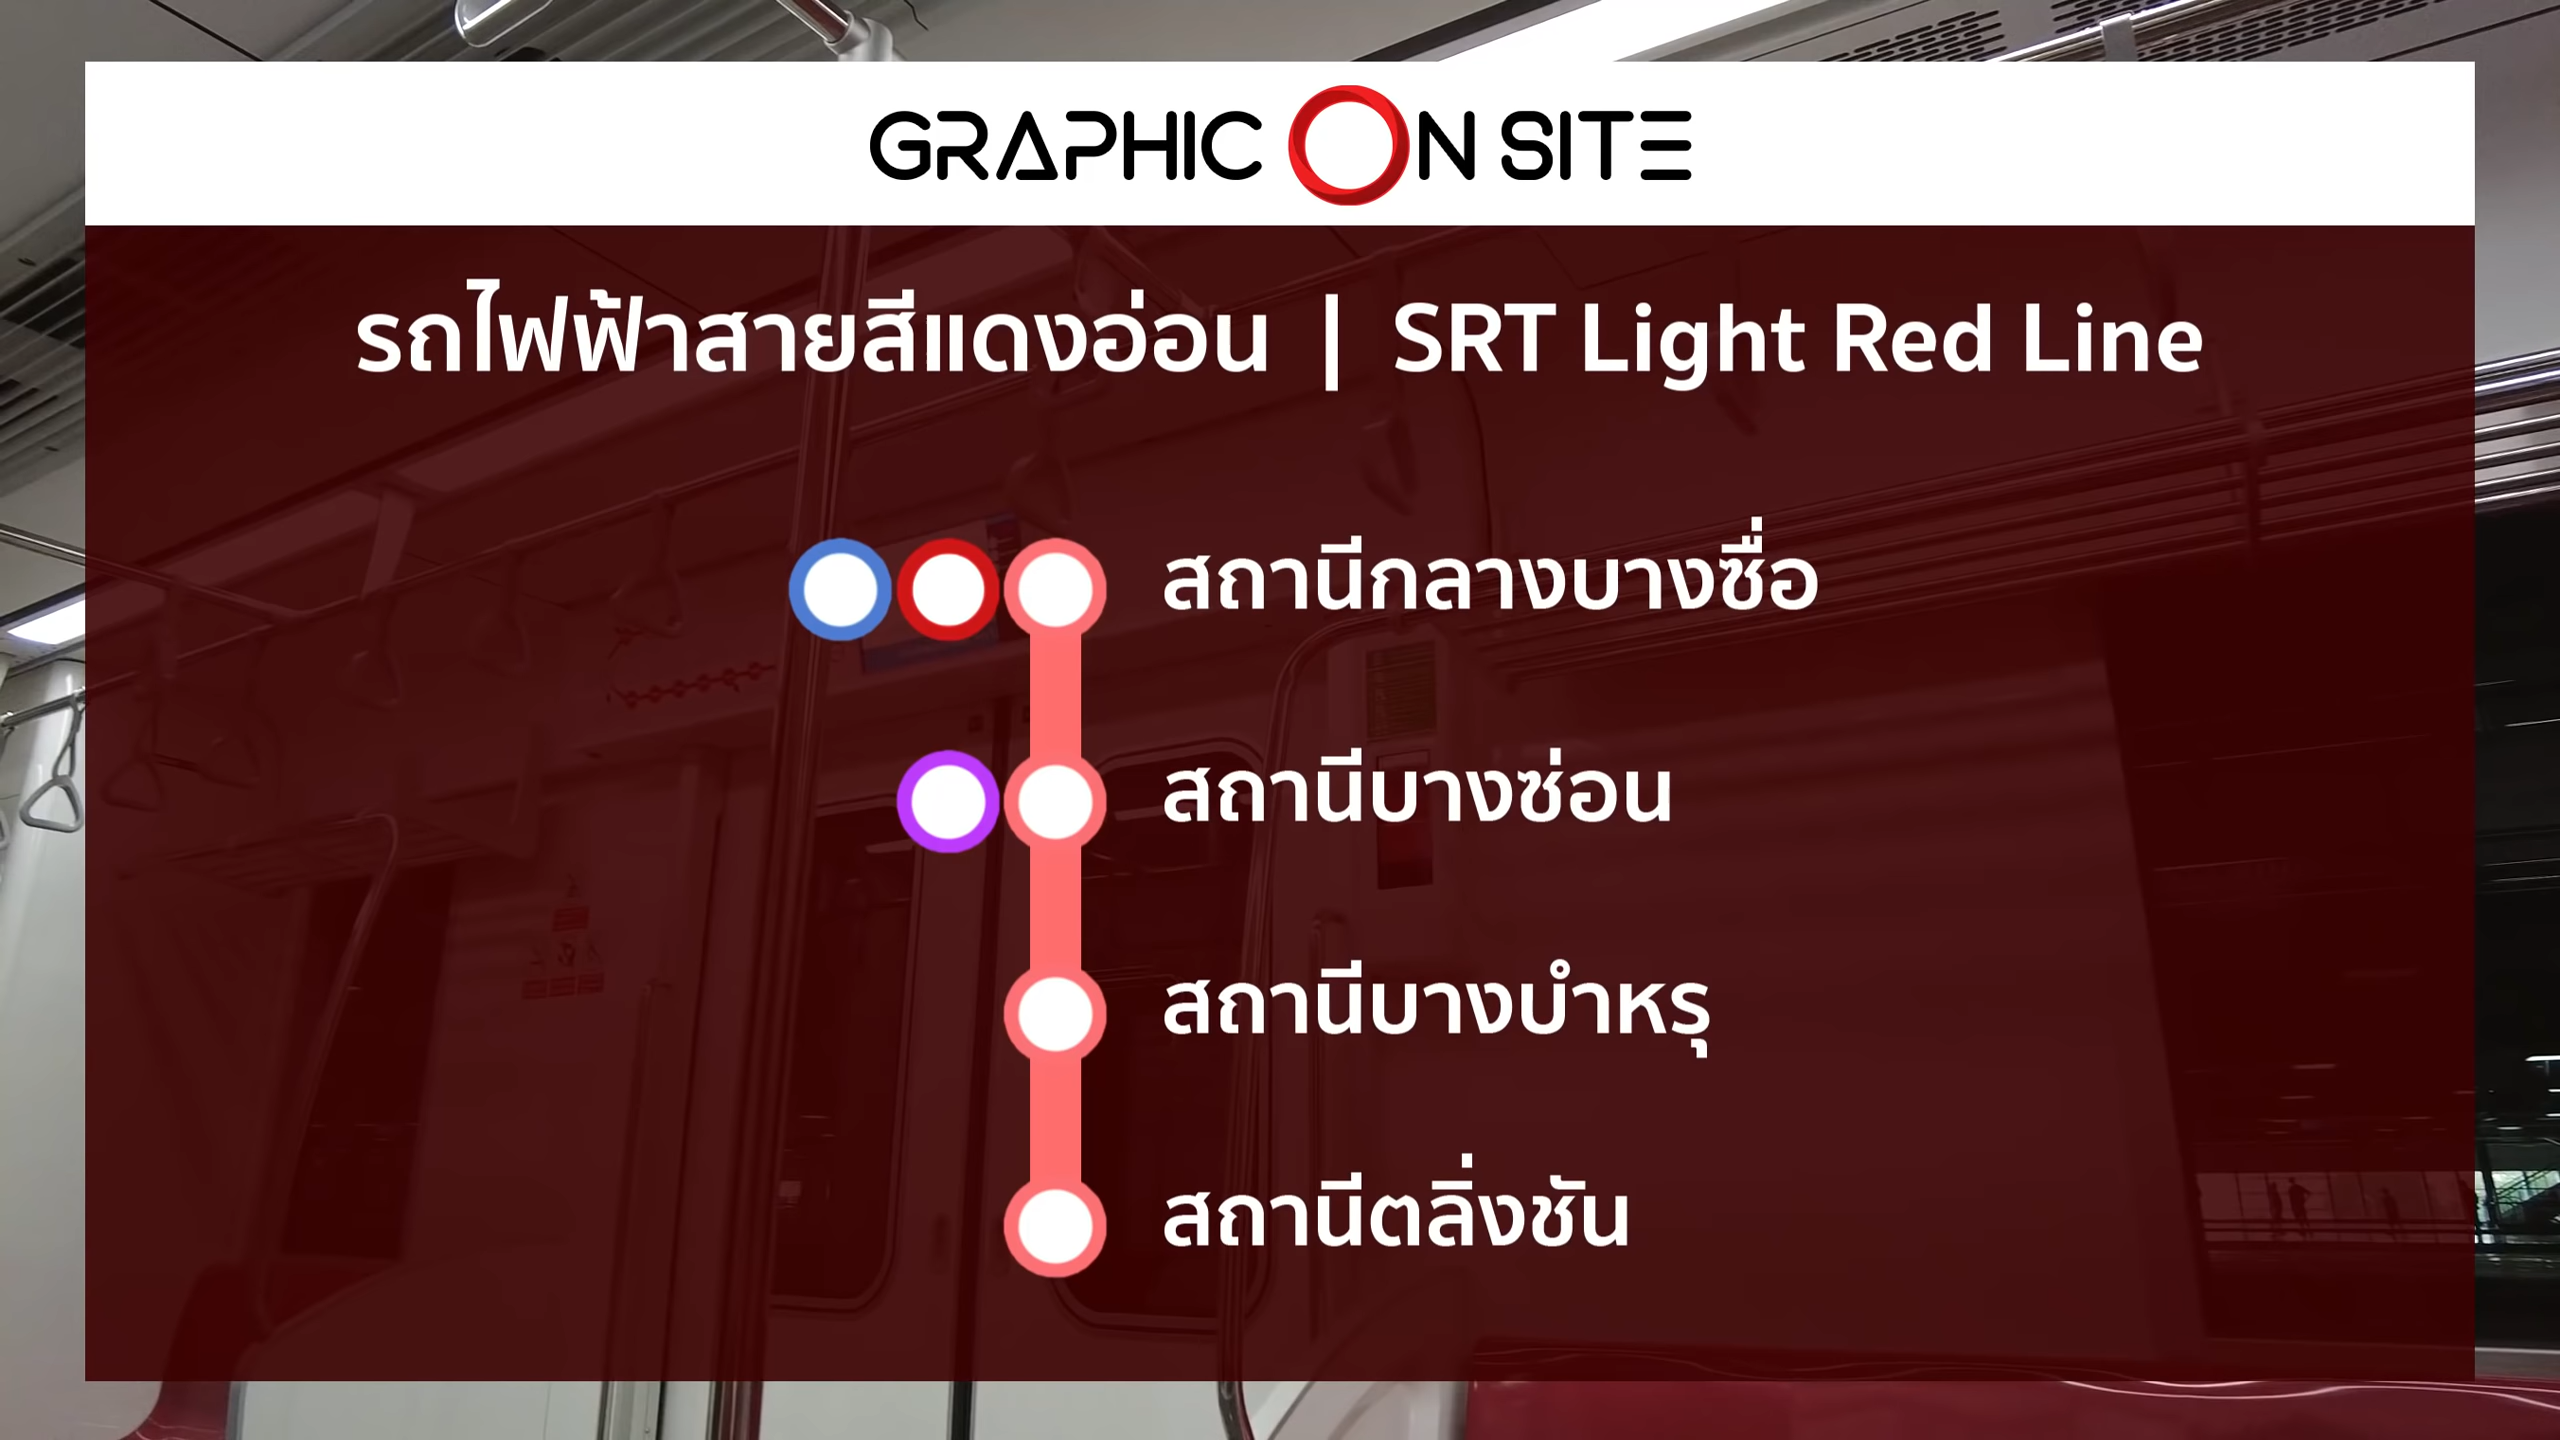 GRAPHIC ON SITE
รถไฟฟ้าสายสีแดงอ่อน | SRT Light Red Line
สถานีกลางบางซื่อ
สถานีบางซ่อน
สถานีบางบำหรุ
สถานีตลิ่งชัน